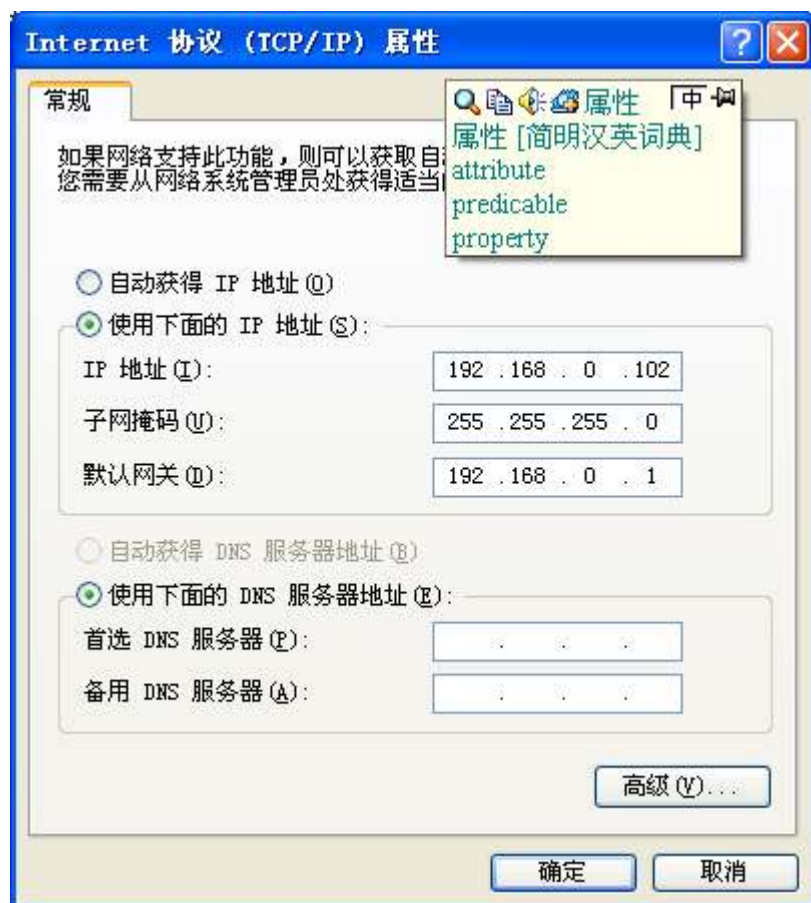 Internet 协议 (TCP/IP) 属性
常规
属性 中
属性 [简明汉英词典]
attribute
predicable
property
如果网络支持此功能，则可以获取自
您需要从网络系统管理员处获得适当
自动获得 IP 地址(O)
使用下面的 IP 地址(S):
IP 地址(I): 192 .168 . 0 .102
子网掩码(U): 255 .255 .255 . 0
默认网关(D): 192 .168 . 0 . 1
自动获得 DNS 服务器地址(B)
使用下面的 DNS 服务器地址(E):
首选 DNS 服务器(P): . . .
备用 DNS 服务器(A): . . .
高级(V)...
确定 取消